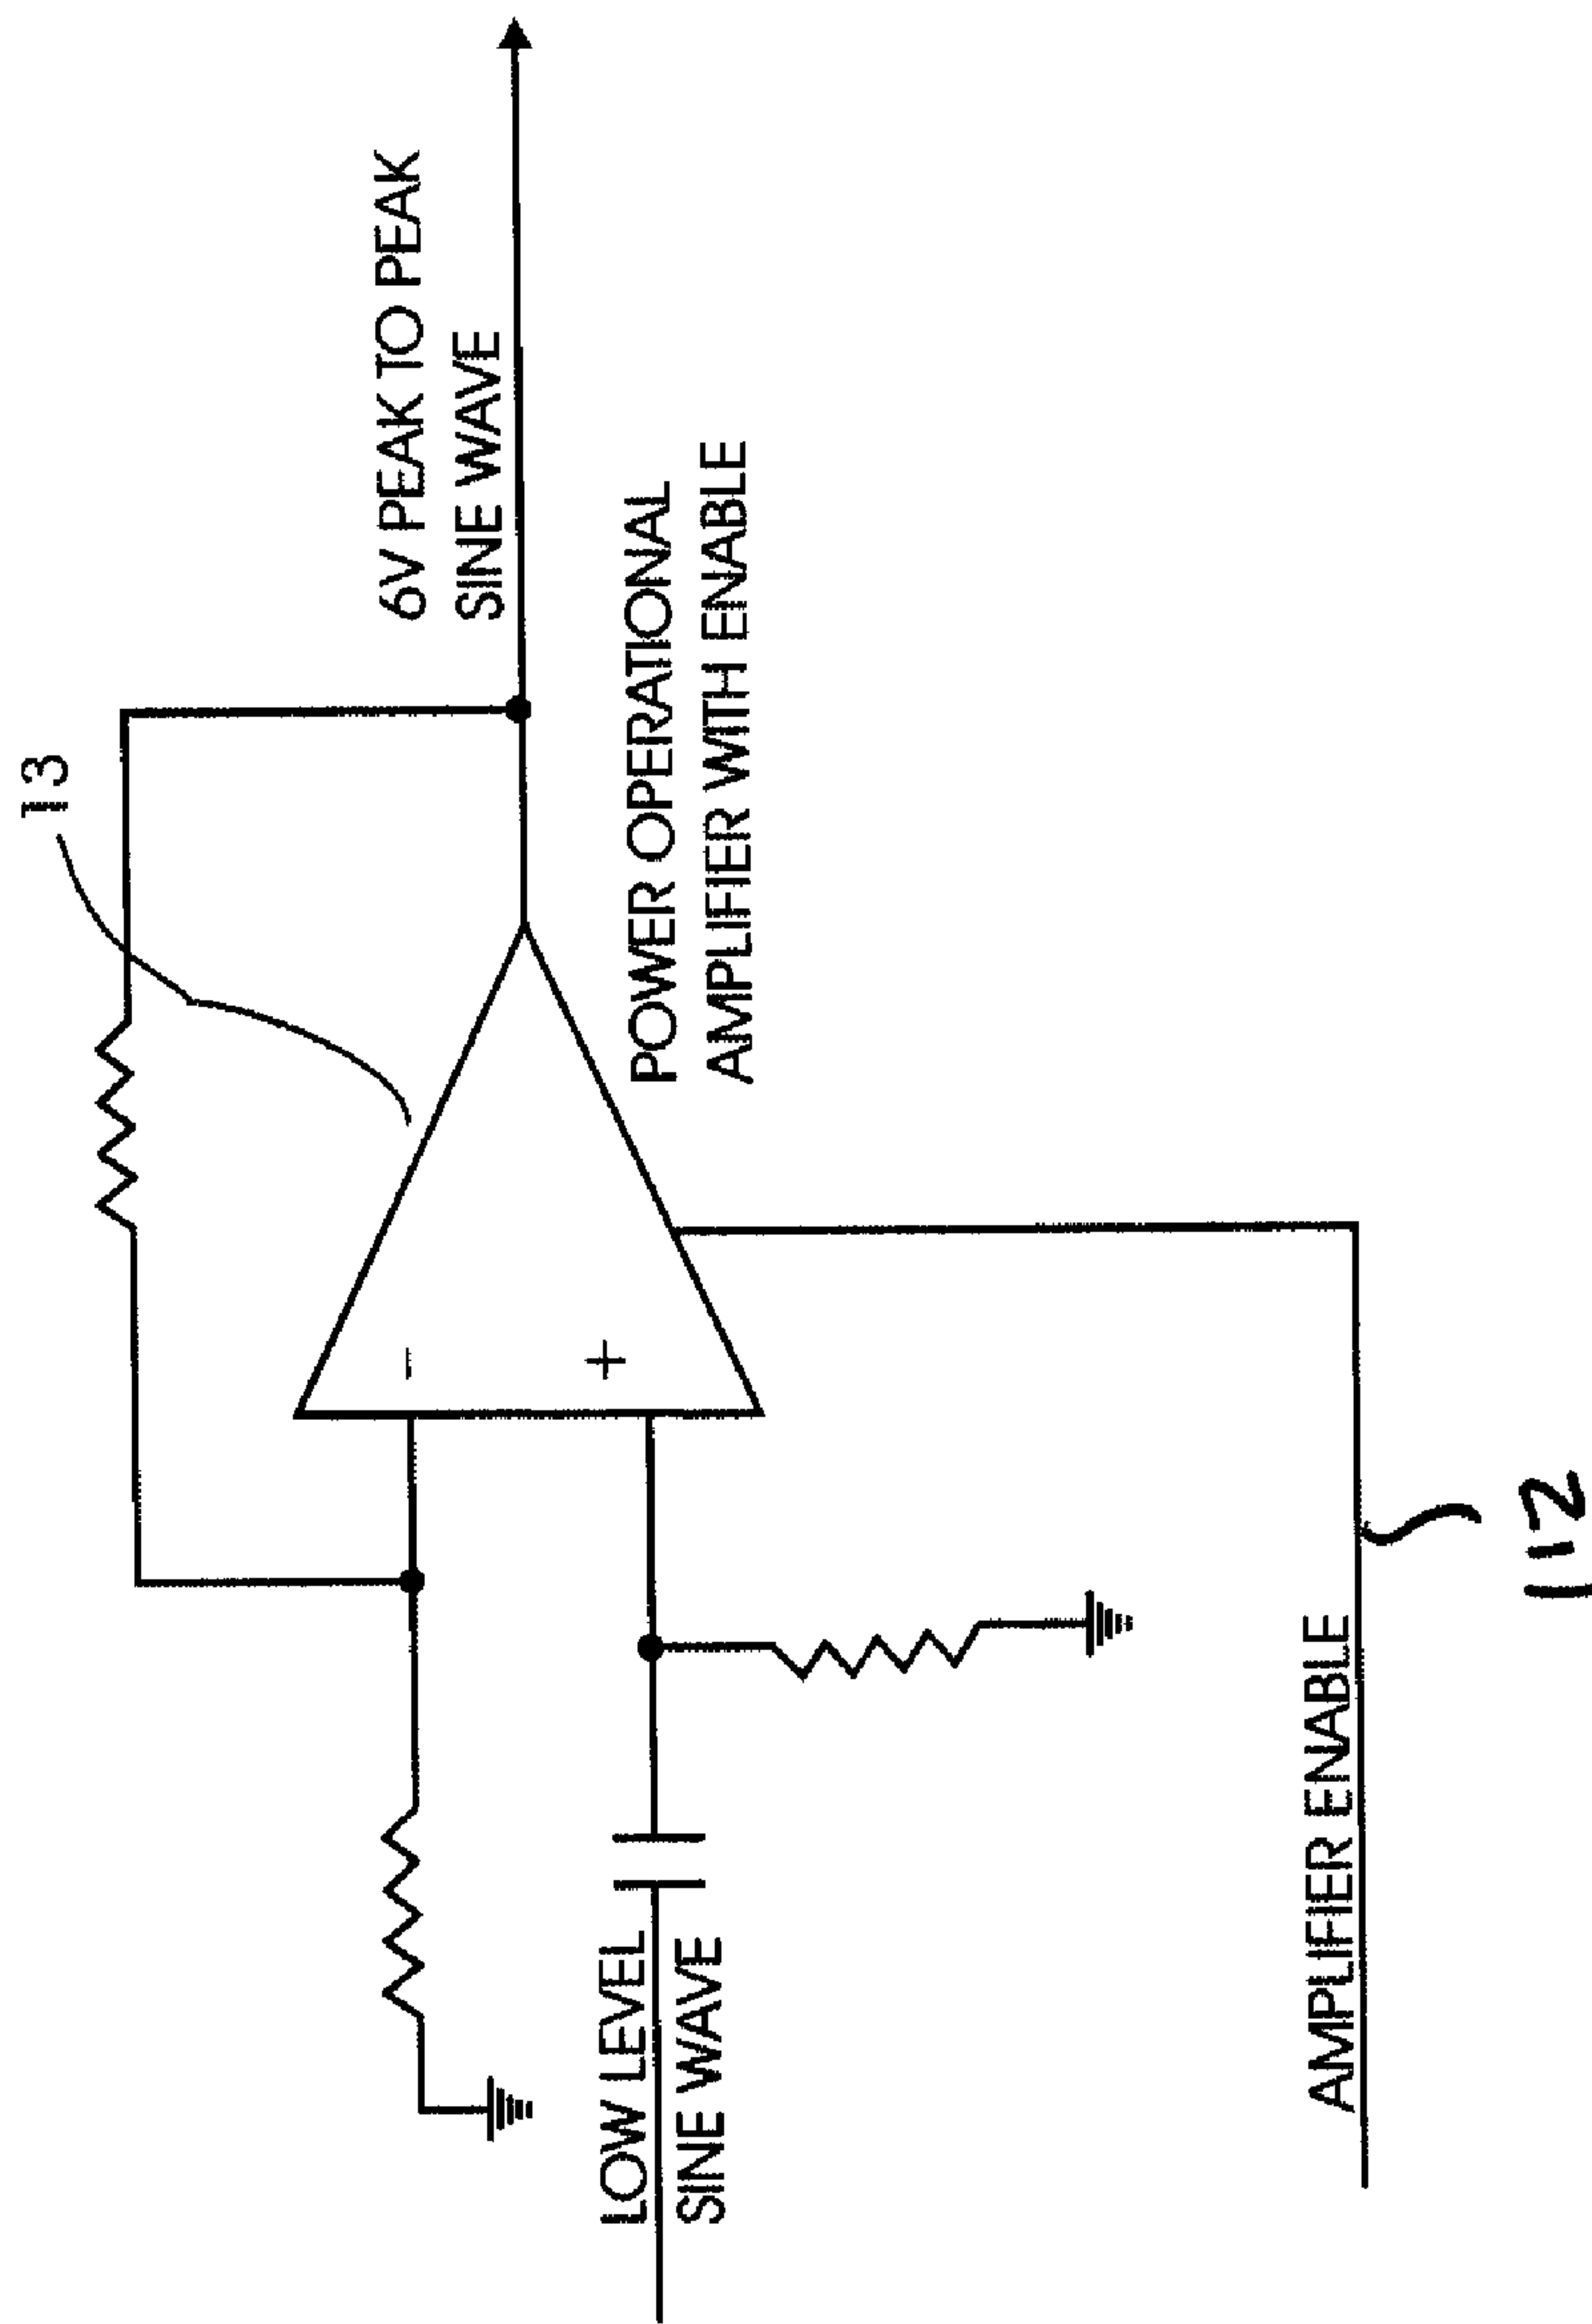 13
6V PEAK TO PEAK
SINE WAVE
-
+
POWER OPERATIONAL
AMPLIFIER WITH ENABLE
LOW LEVEL
SINE WAVE
AMPLIFIER ENABLE
112